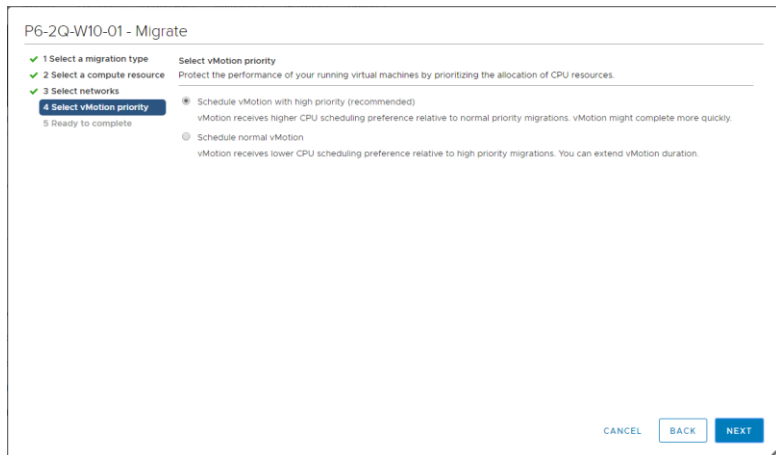 P6-2Q-W10-01 - Migrate
1 Select a migration type
2 Select a compute resource
3 Select networks
4 Select vMotion priority
5 Ready to complete
Select vMotion priority
Protect the performance of your running virtual machines by prioritizing the allocation of CPU resources.
Schedule vMotion with high priority (recommended)
vMotion receives higher CPU scheduling preference relative to normal priority migrations. vMotion might complete more quickly.
Schedule normal vMotion
vMotion receives lower CPU scheduling preference relative to high priority migrations. You can extend vMotion duration.
CANCEL BACK NEXT